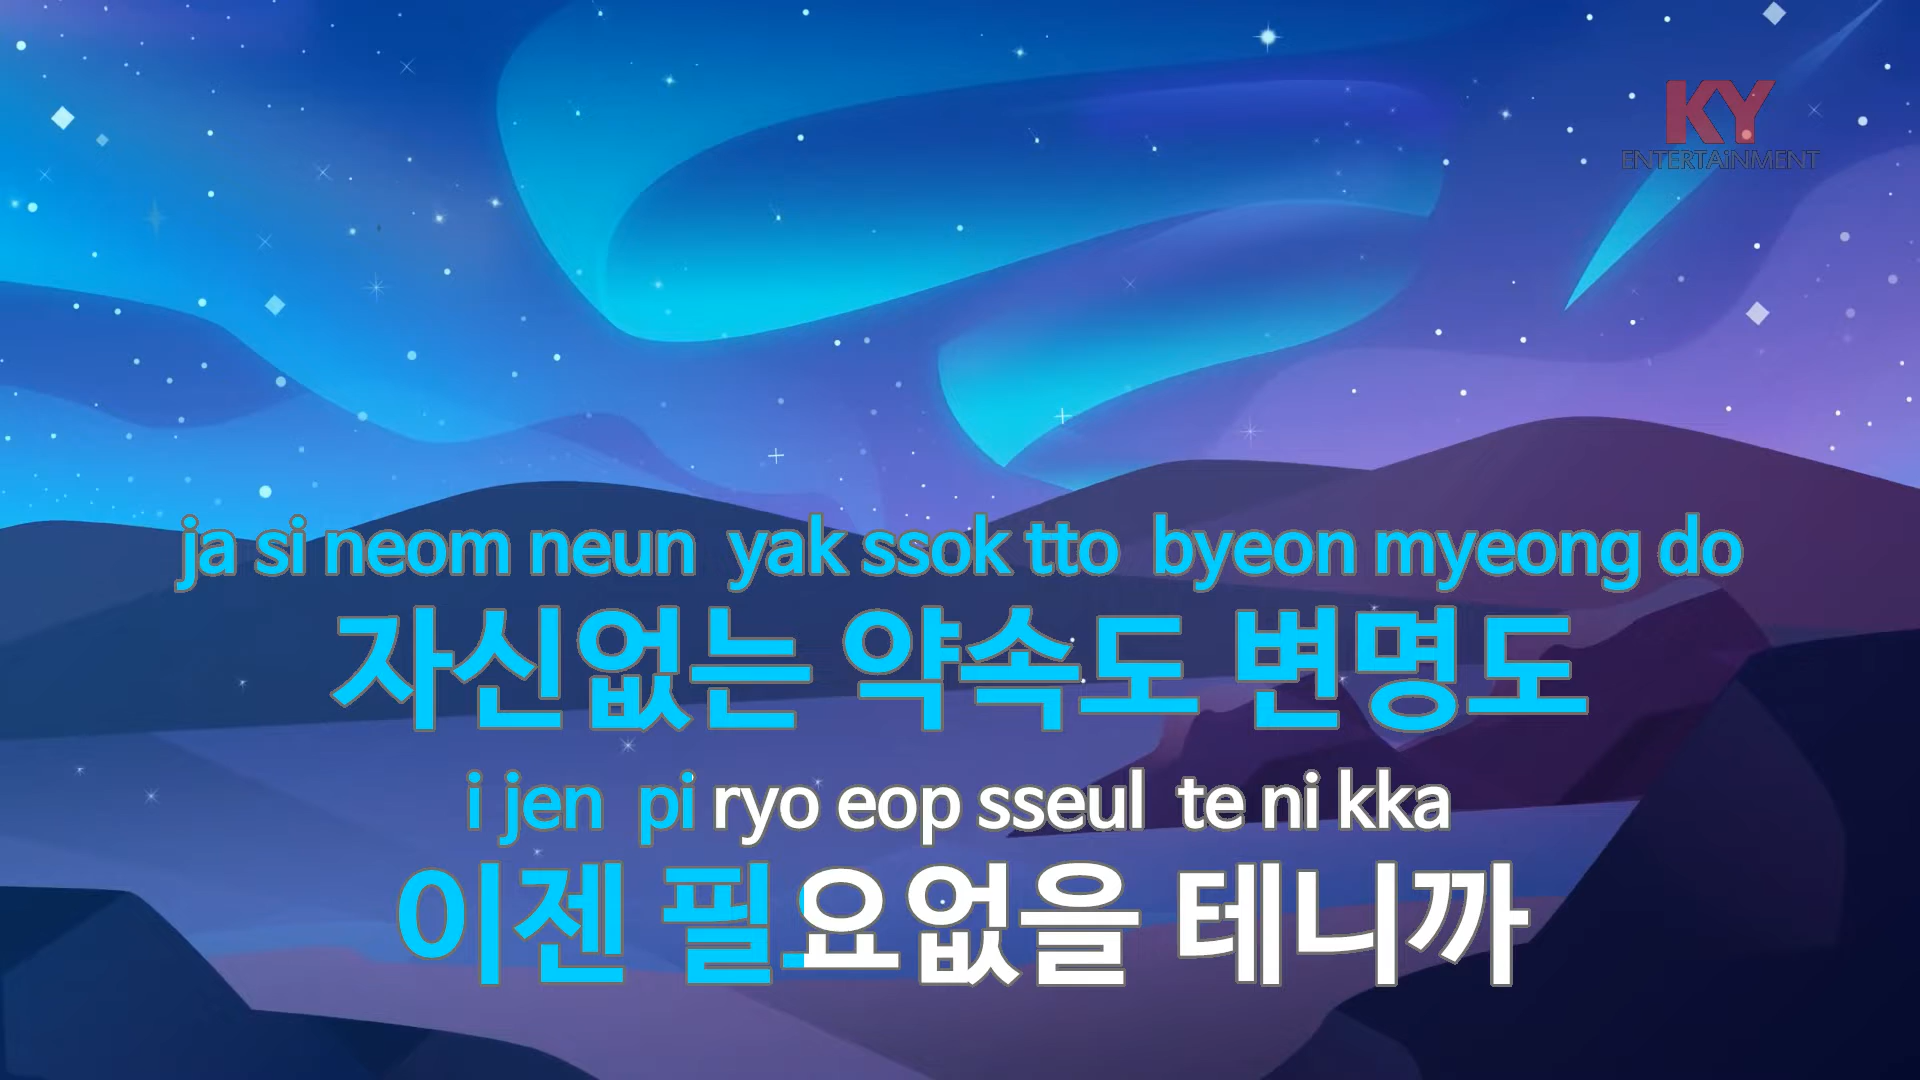 KY
ENTERTAiNMENT
ja si neom neun yak ssok tto byeon myeong do
자신없는 약속도 변명도
i jen pi ryo eop sseul te ni kka
이젠 필요없을 테니까